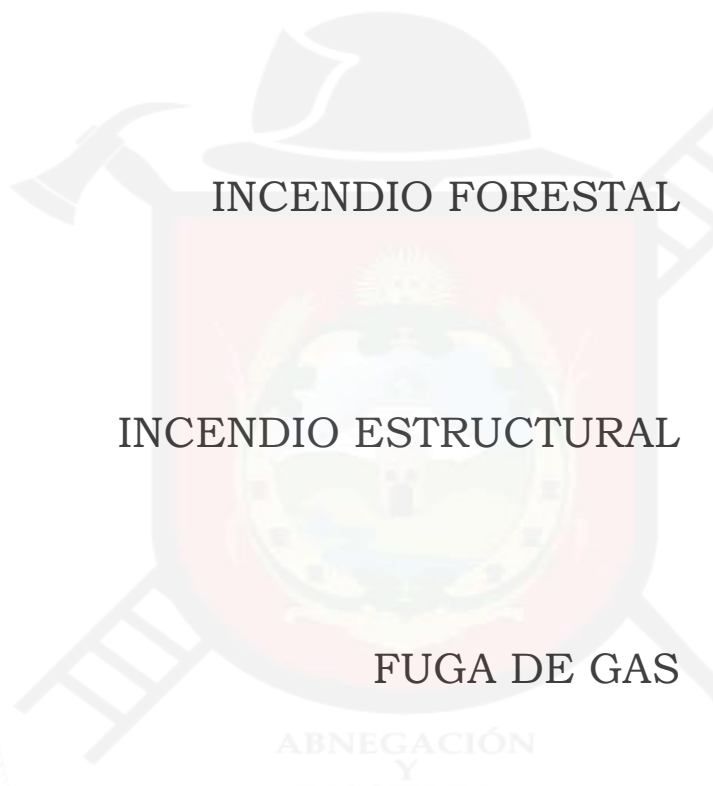 INCENDIO FORESTAL
INCENDIO ESTRUCTURAL
FUGA DE GAS
ABNEGACIÓN
Y